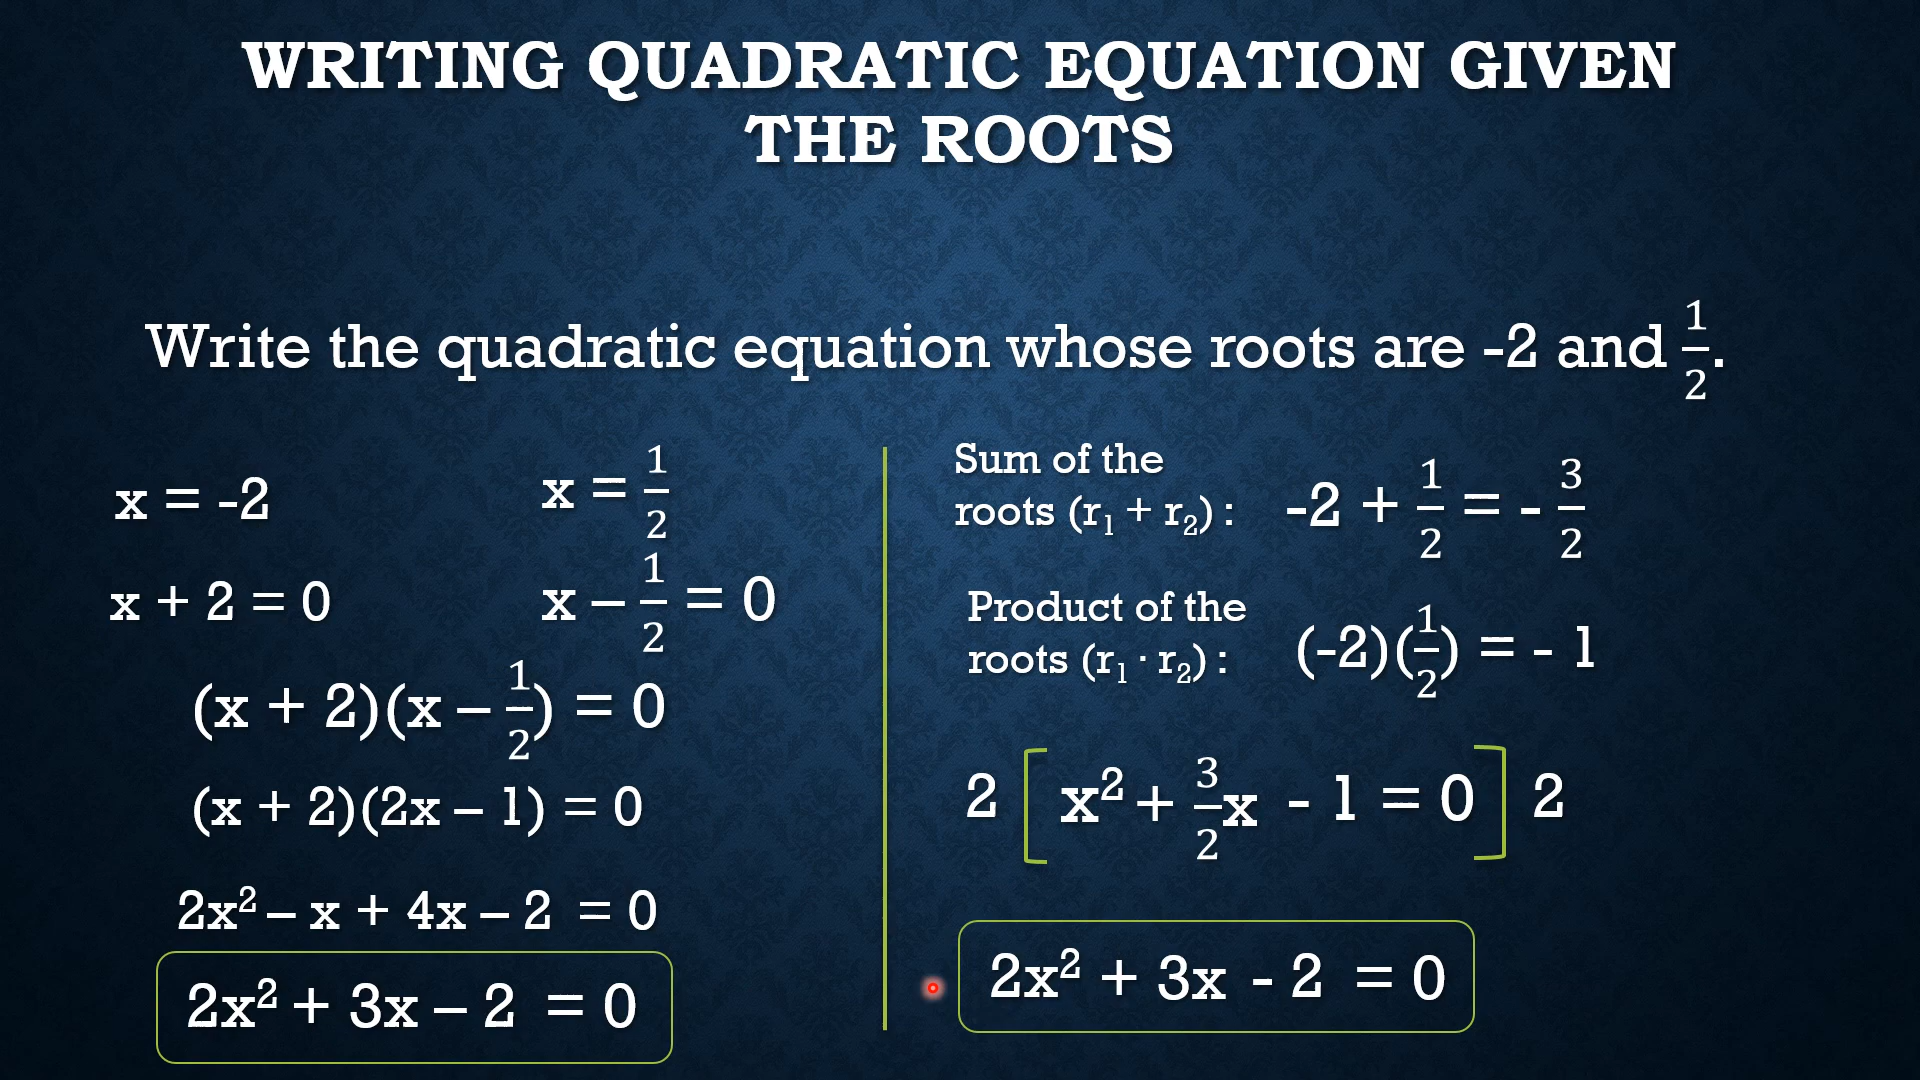 WRITING QUADRATIC EQUATION GIVEN
THE ROOTS
Write the quadratic equation whose roots are -2 and 1/2.
x = -2
x = 1/2
x + 2 = 0
x – 1/2 = 0
(x + 2)(x – 1/2) = 0
(x + 2)(2x – 1) = 0
2x² – x + 4x – 2 = 0
2x² + 3x – 2 = 0
Sum of the
roots (r₁ + r₂) : -2 + 1/2 = - 3/2
Product of the
roots (r₁ · r₂) : (-2)(1/2) = - 1
2 [ x² + 3/2x - 1 = 0 ] 2
2x² + 3x - 2 = 0